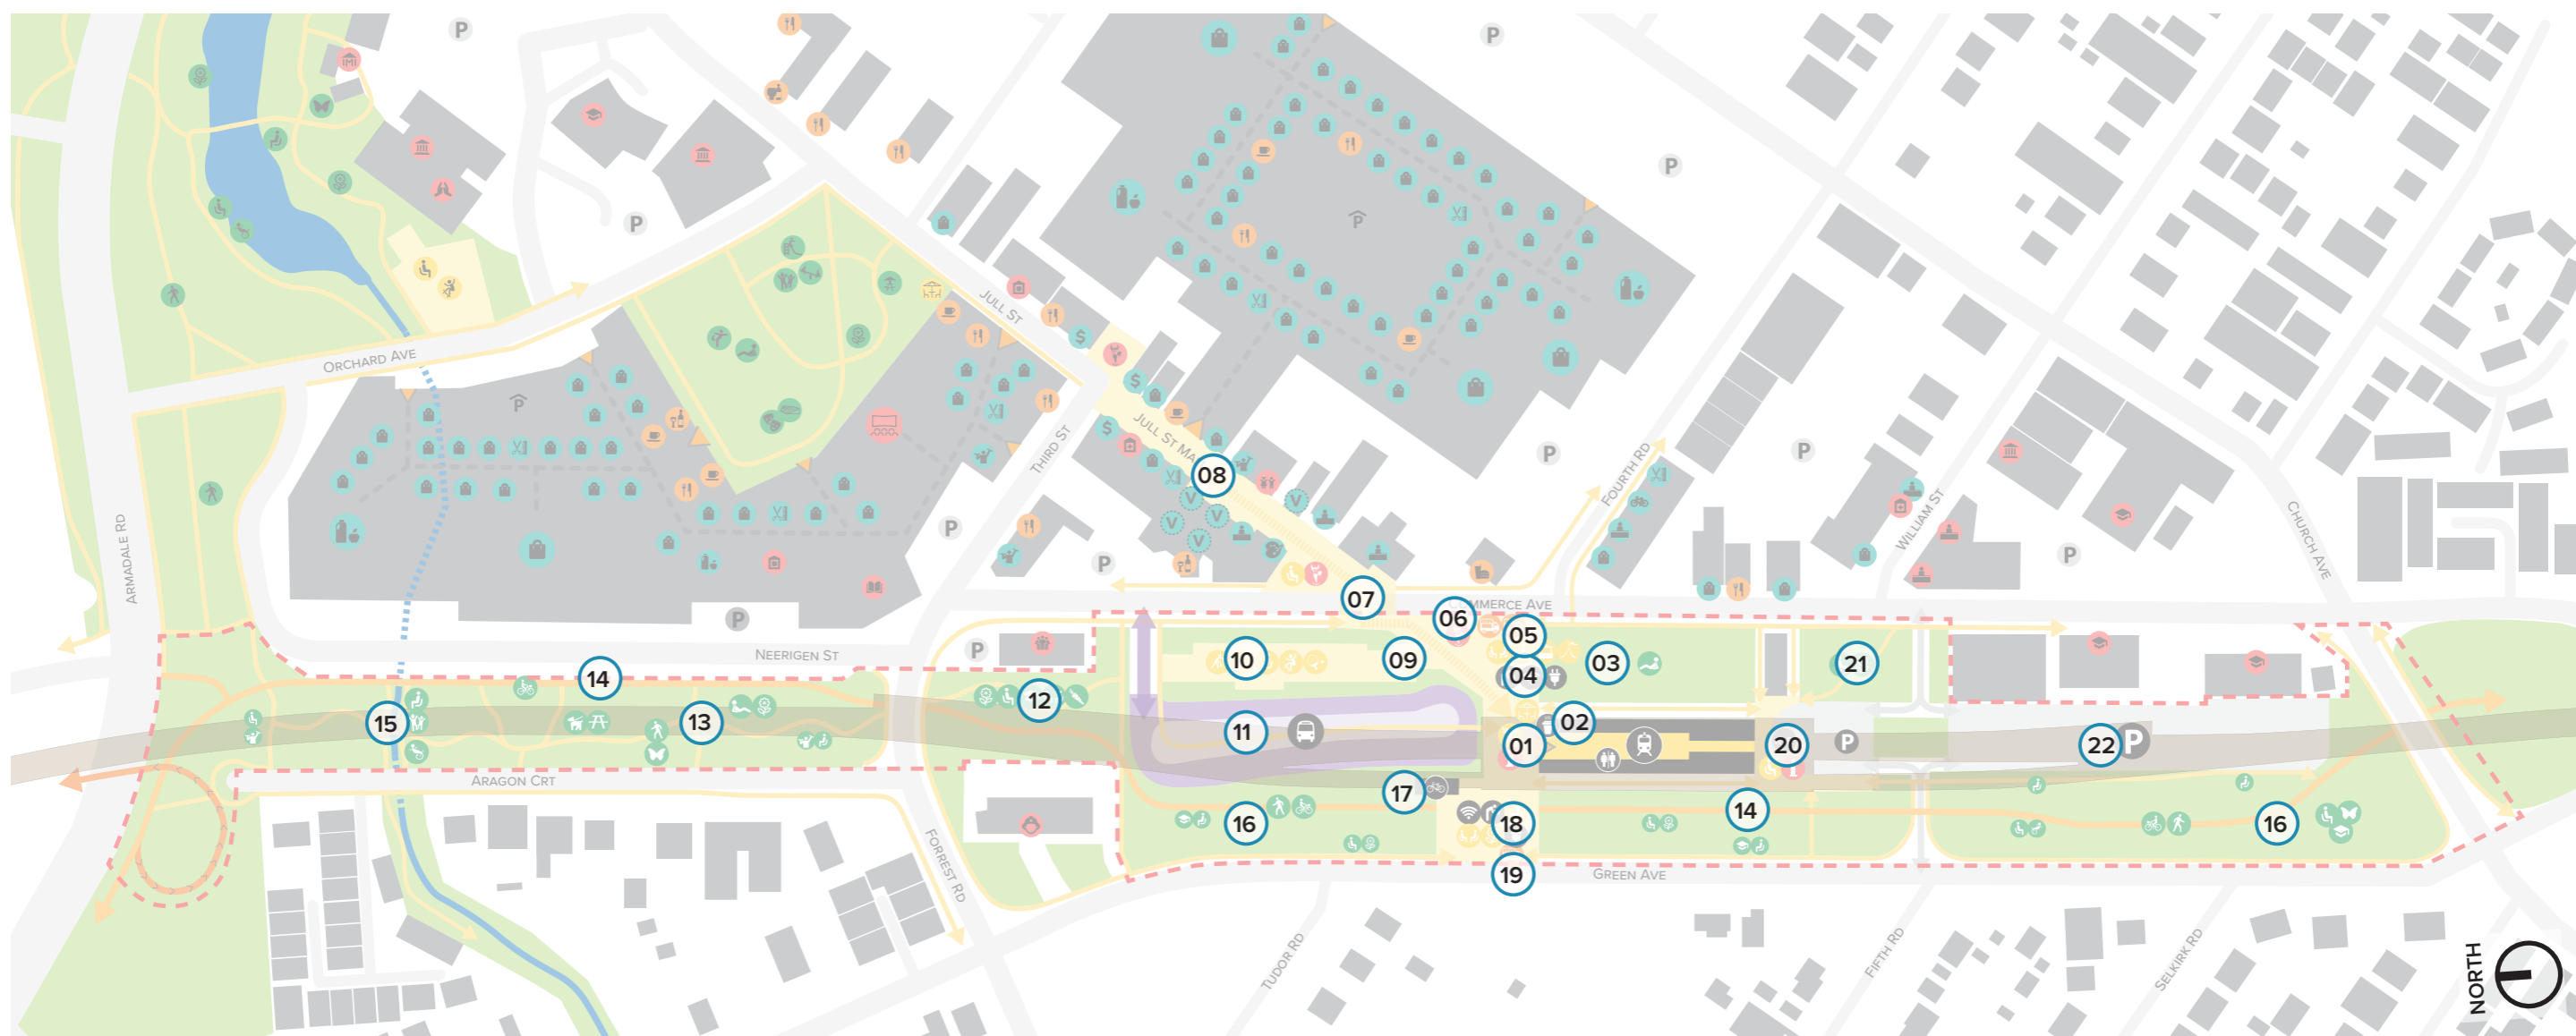 P
P
P
P
P
ORCHARD AVE
JULL ST
$
$
$
JULL ST MA
THIRD ST
08
V
V
V
V
V
FOURTH RD
P
P
P
P
P
P
WILLIAM ST
CHURCH AVE
ARMADALE RD
07
COMMERCE AVE
06
05
NEERIGEN ST
P
10
09
03
04
21
14
12
15
13
11
02
01
20
P
22
P
ARAGON CRT
17
16
18
14
16
FORREST RD
19
GREEN AVE
TUDOR RD
FIFTH RD
SELKIRK RD
NORTH